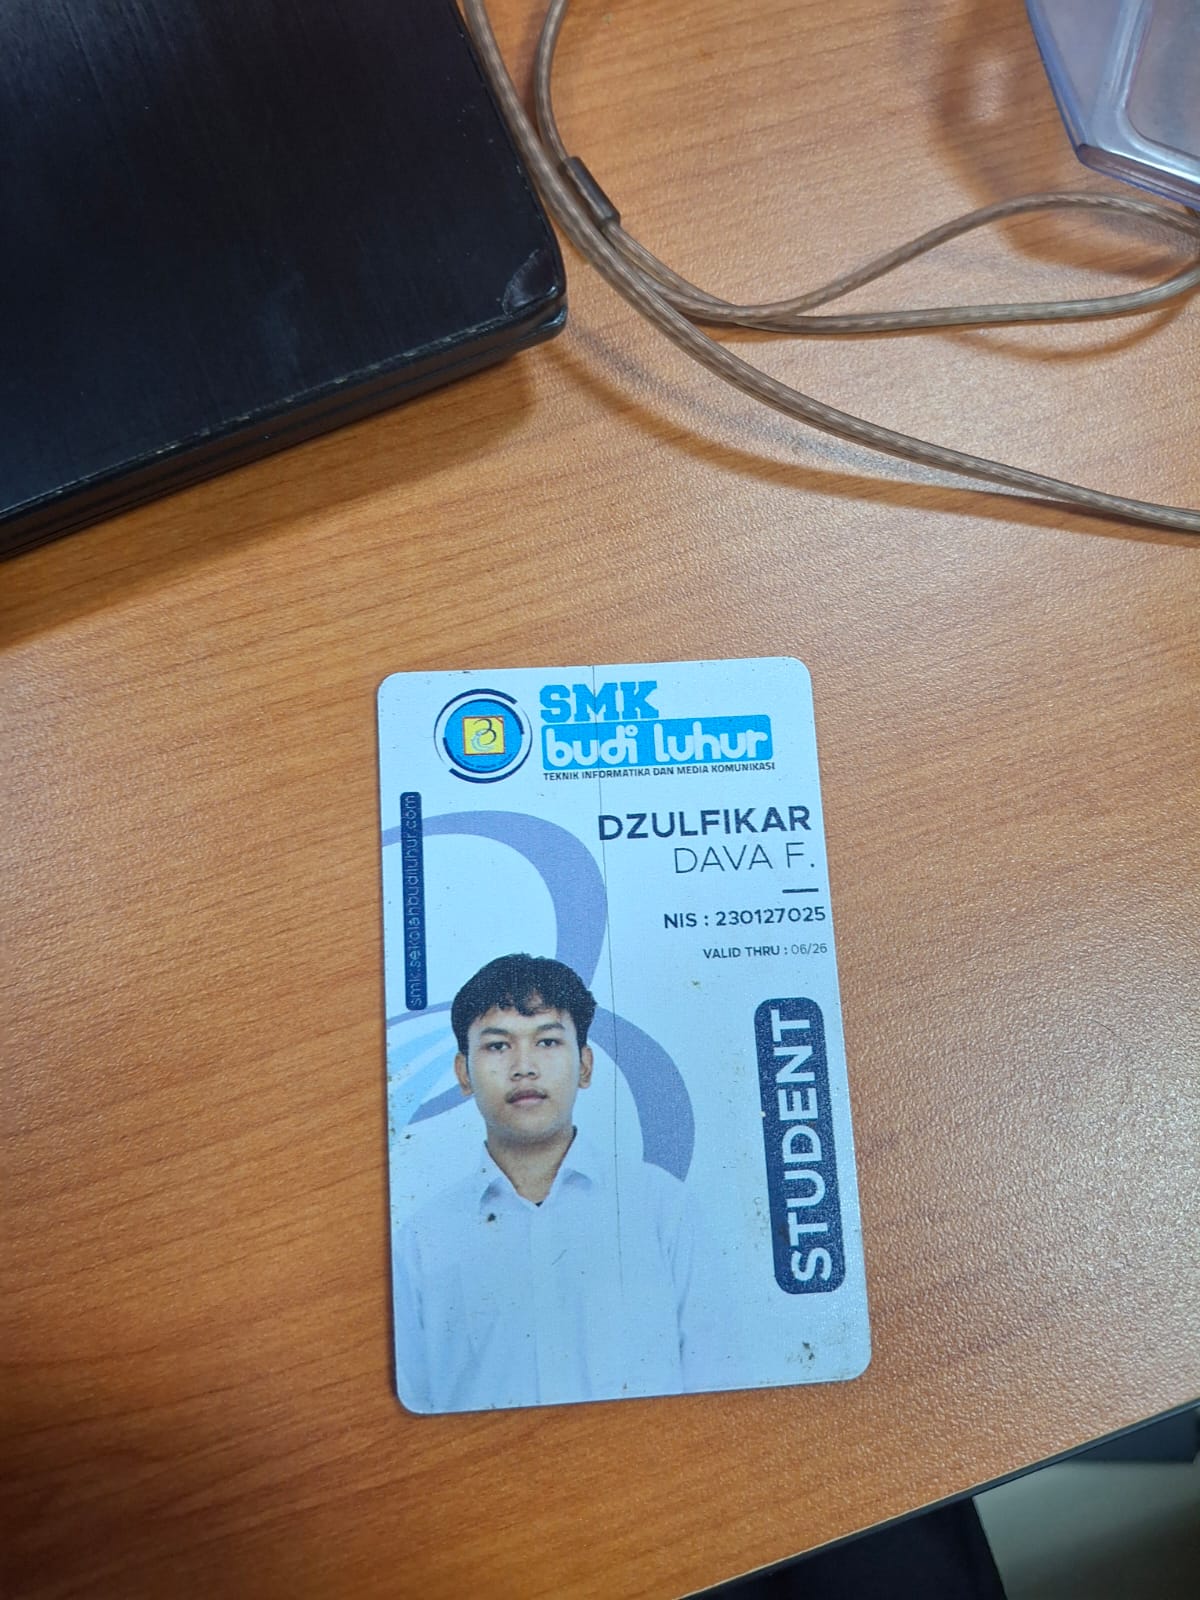 SMK
budi luhur
TEKNIK INFORMATIKA DAN MEDIA KOMUNIKASI
smk.sekolahbudiluhur.com
DZULFIKAR
DAVA F.
NIS : 230127025
VALID THRU : 06/26
STUDENT